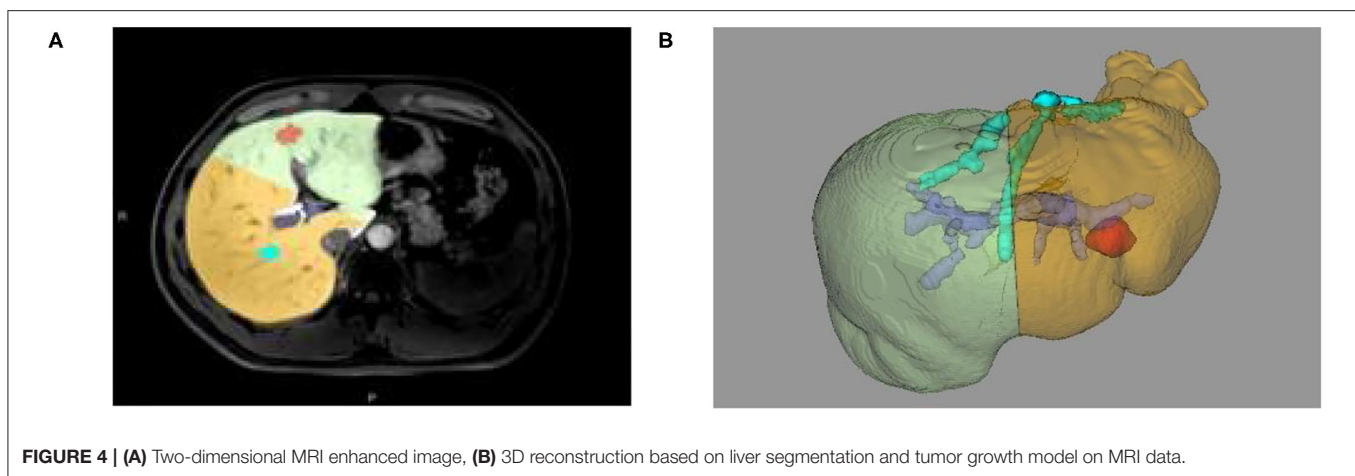 A
B
R
P
FIGURE 4 | (A) Two-dimensional MRI enhanced image, (B) 3D reconstruction based on liver segmentation and tumor growth model on MRI data.